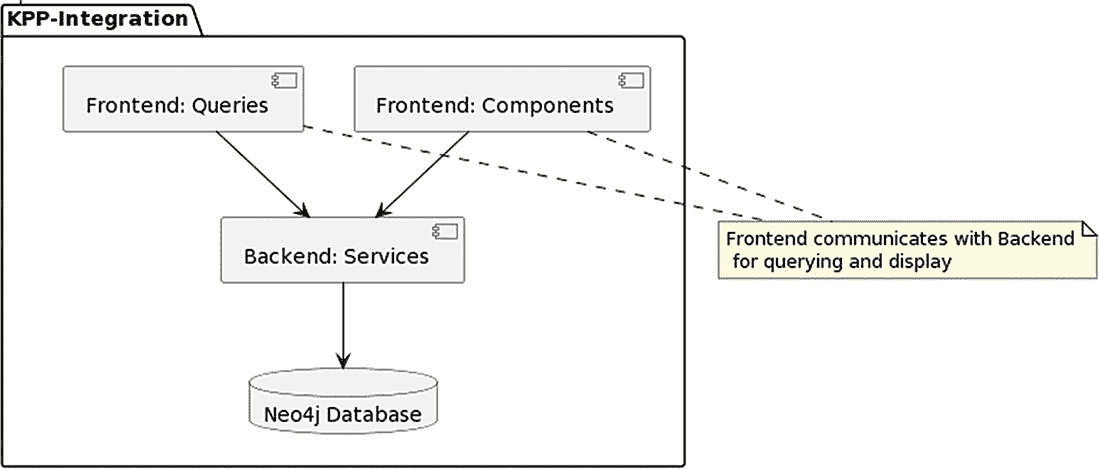 KPP-Integration
Frontend: Queries
Frontend: Components
Backend: Services
Frontend communicates with Backend
for querying and display
Neo4j Database